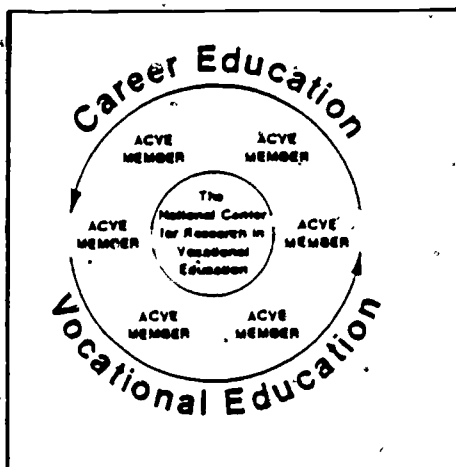 Career Education
ACVE
MEMBER
ACVE
MEMBER
ACVE
MEMBER
The
National Center
for Research in
Vocational
Education
ACVE
MEMBER
ACVE
MEMBER
ACVE
MEMBER
Vocational Education